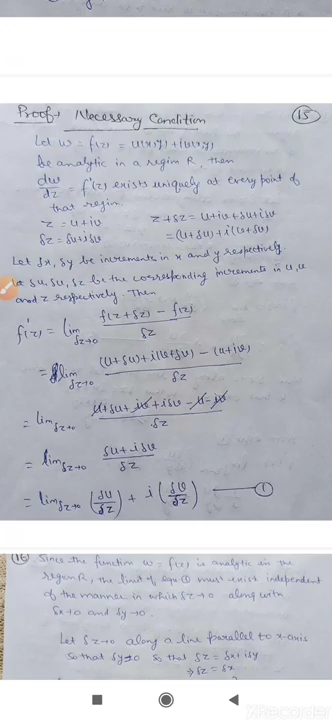 Proof→ Necessary Condition
15
Let w = f(z) = u(x,y) + iv(x,y)
be analytic in a region R, then
dw/dz = f'(z) exists uniquely at every point of
that region.
z = u+iv    z+δz = u+iv+δu+iδv
δz = δu+iδv    = (u+δu)+i(v+δv)
Let δx, δy be increments in x and y respectively.
let δu, δv, δz be the corresponding increments in u, v
and z respectively. Then
f'(z) = lim δz→0 f(z+δz) − f(z) / δz
= lim δz→0 (u+δu)+i(v+δv) − (u+iv) / δz
= lim δz→0 u+δu+iv+iδv−u−iv / δz
= lim δz→0 δu+iδv / δz
= lim δz→0 (δu/δz) + i (δv/δz) —— ①
16 Since the function w = f(z) is analytic in the
region R, the limit of eqn ① must exist independent
of the manner in which δz→0 along with
δx→0 and δy→0.
Let δz→0 along a line parallel to x-axis
so that δy=0 so that δz = δx+iδy
⇒ δz = δx
XRecorder